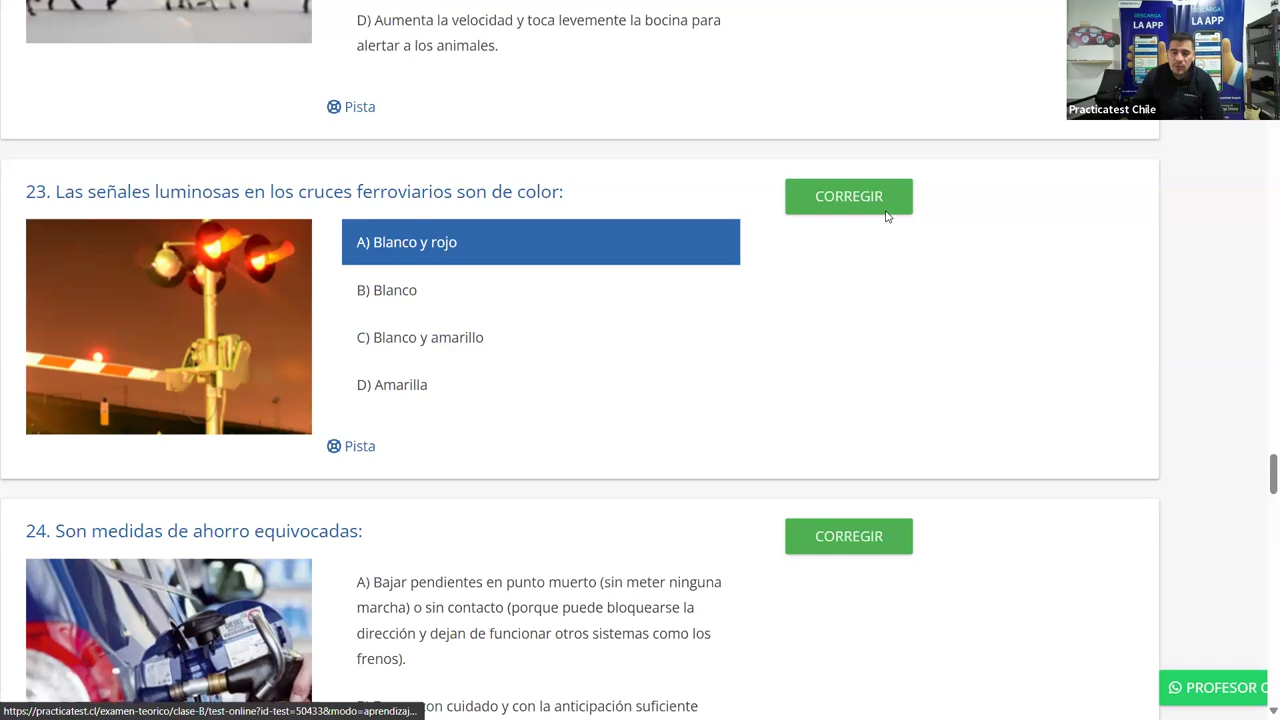 D) Aumenta la velocidad y toca levemente la bocina para
alertar a los animales.
Pista
DESCARGA
LA APP
DESCARGA
LA APP
Practicatest Chile
23. Las señales luminosas en los cruces ferroviarios son de color:
CORREGIR
A) Blanco y rojo
B) Blanco
C) Blanco y amarillo
D) Amarilla
Pista
24. Son medidas de ahorro equivocadas:
CORREGIR
A) Bajar pendientes en punto muerto (sin meter ninguna
marcha) o sin contacto (porque puede bloquearse la
dirección y dejan de funcionar otros sistemas como los
frenos).
con cuidado y con la anticipación suficiente
PROFESOR
https://practicatest.cl/examen-teorico/clase-B/test-online?id-test=50433&modo=aprendizaj...